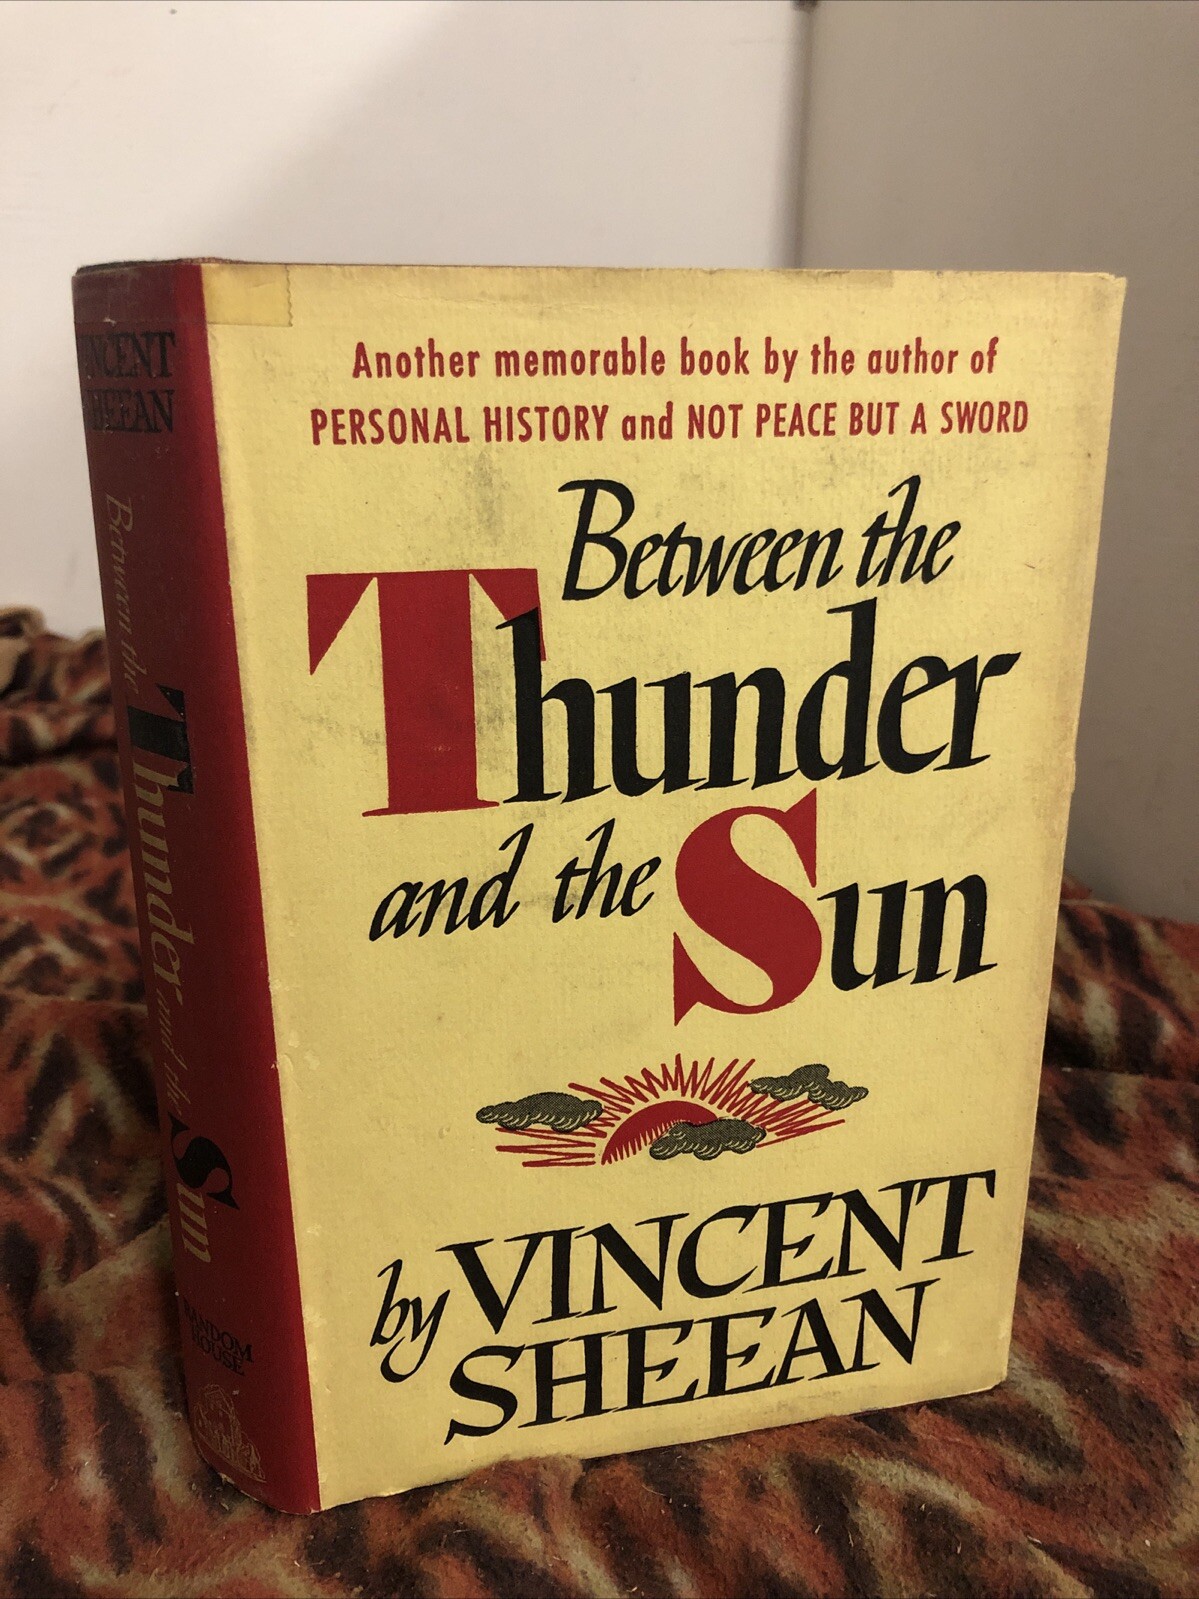 Another memorable book by the author of
PERSONAL HISTORY and NOT PEACE BUT A SWORD
Between the
Thunder
and the Sun
by VINCENT
SHEEAN
VINCENT
SHEEAN
Between the Thunder and the Sun
RANDOM
HOUSE